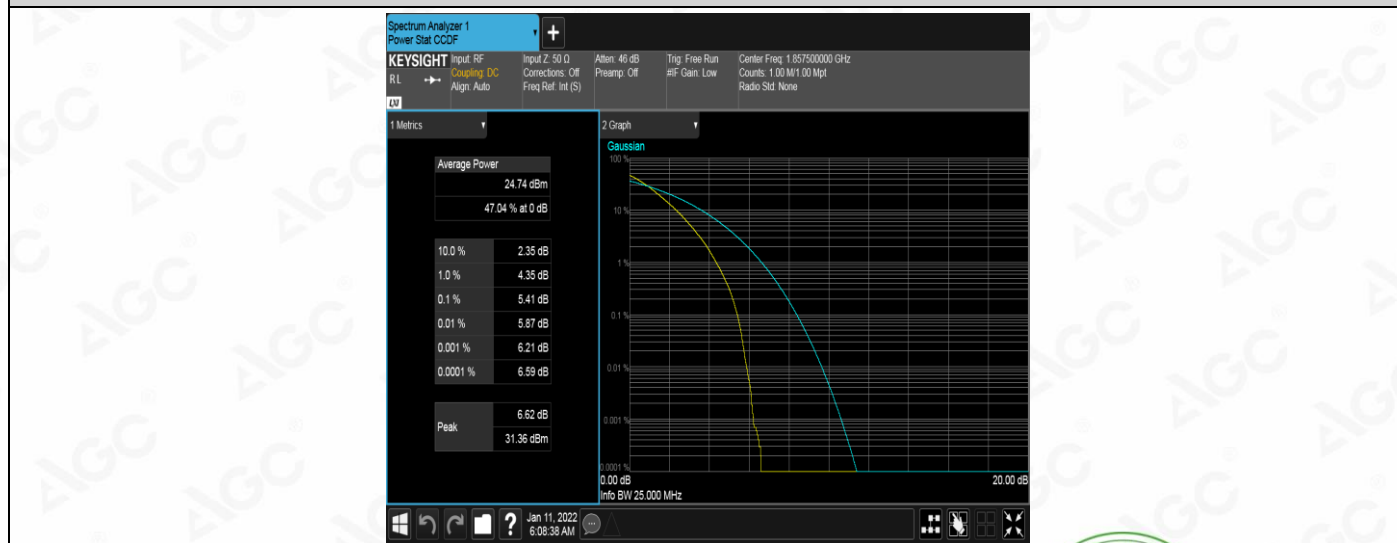 Spectrum Analyzer 1
Power Stat CCDF
+
KEYSIGHT
Input: RF
Input Z: 50 Ω
Atten: 46 dB
Trig: Free Run
Center Freq: 1.857500000 GHz
R L
Coupling: DC
Corrections: Off
Preamp: Off
#IF Gain: Low
Counts: 1.00 M/1.00 Mpt
Align: Auto
Freq Ref: Int (S)
Radio Std: None
LXI
1 Metrics
2 Graph
Gaussian
Average Power
24.74 dBm
47.04 % at 0 dB
10.0 % 2.35 dB
1.0 % 4.35 dB
0.1 % 5.41 dB
0.01 % 5.87 dB
0.001 % 6.21 dB
0.0001 % 6.59 dB
Peak
6.62 dB
31.36 dBm
100 %
10 %
1 %
0.1 %
0.01 %
0.001 %
0.0001 %
0.00 dB
20.00 dB
Info BW 25.000 MHz
?
Jan 11, 2022
6:08:38 AM
AGC